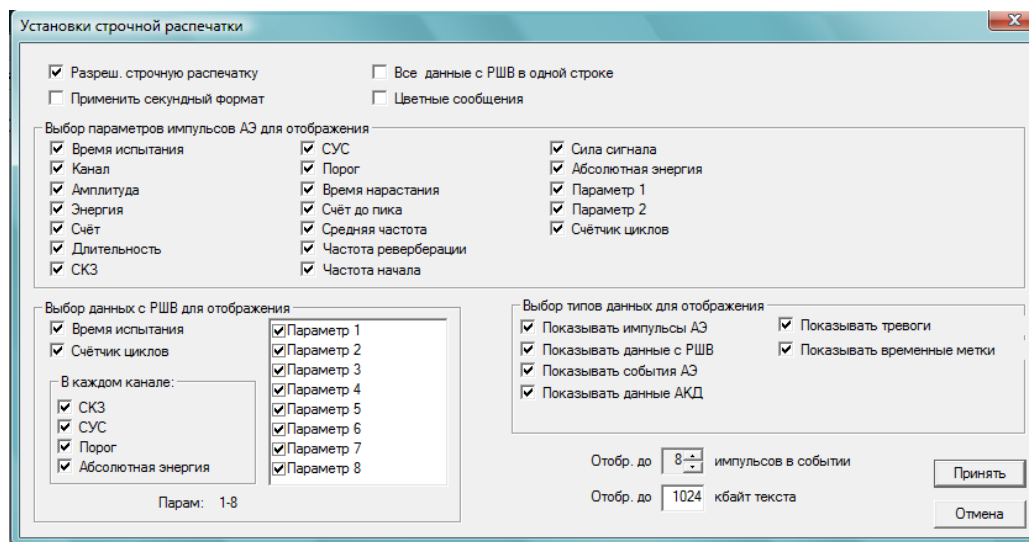 Установки строчной распечатки
Разреш. строчную распечатку
Все данные с РШВ в одной строке
Применить секундный формат
Цветные сообщения
Выбор параметров импульсов АЭ для отображения
Время испытания
СУС
Сила сигнала
Канал
Порог
Абсолютная энергия
Амплитуда
Время нарастания
Параметр 1
Энергия
Счёт до пика
Параметр 2
Счёт
Средняя частота
Счётчик циклов
Длительность
Частота реверберации
СКЗ
Частота начала
Выбор данных с РШВ для отображения
Время испытания
Счётчик циклов
В каждом канале:
СКЗ
СУС
Порог
Абсолютная энергия
Параметр 1
Параметр 2
Параметр 3
Параметр 4
Параметр 5
Параметр 6
Параметр 7
Параметр 8
Парам: 1-8
Выбор типов данных для отображения
Показывать импульсы АЭ
Показывать тревоги
Показывать данные с РШВ
Показывать временные метки
Показывать события АЭ
Показывать данные АКД
Отобр. до 8 импульсов в событии
Отобр. до 1024 кбайт текста
Принять
Отмена